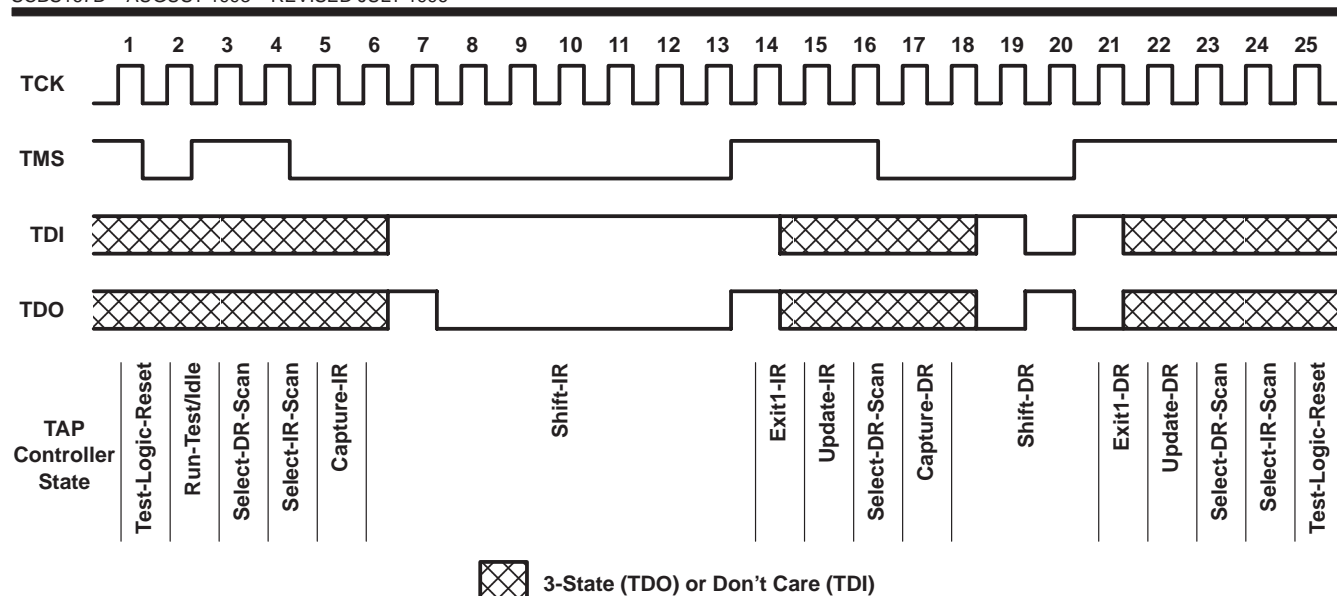 1 2 3 4 5 6 7 8 9 10 11 12 13 14 15 16 17 18 19 20 21 22 23 24 25
TCK
TMS
TDI
TDO
TAP
Controller
State
Test-Logic-Reset
Run-Test/Idle
Select-DR-Scan
Select-IR-Scan
Capture-IR
Shift-IR
Exit1-IR
Update-IR
Select-DR-Scan
Capture-DR
Shift-DR
Exit1-DR
Update-DR
Select-DR-Scan
Select-IR-Scan
Test-Logic-Reset
3-State (TDO) or Don't Care (TDI)